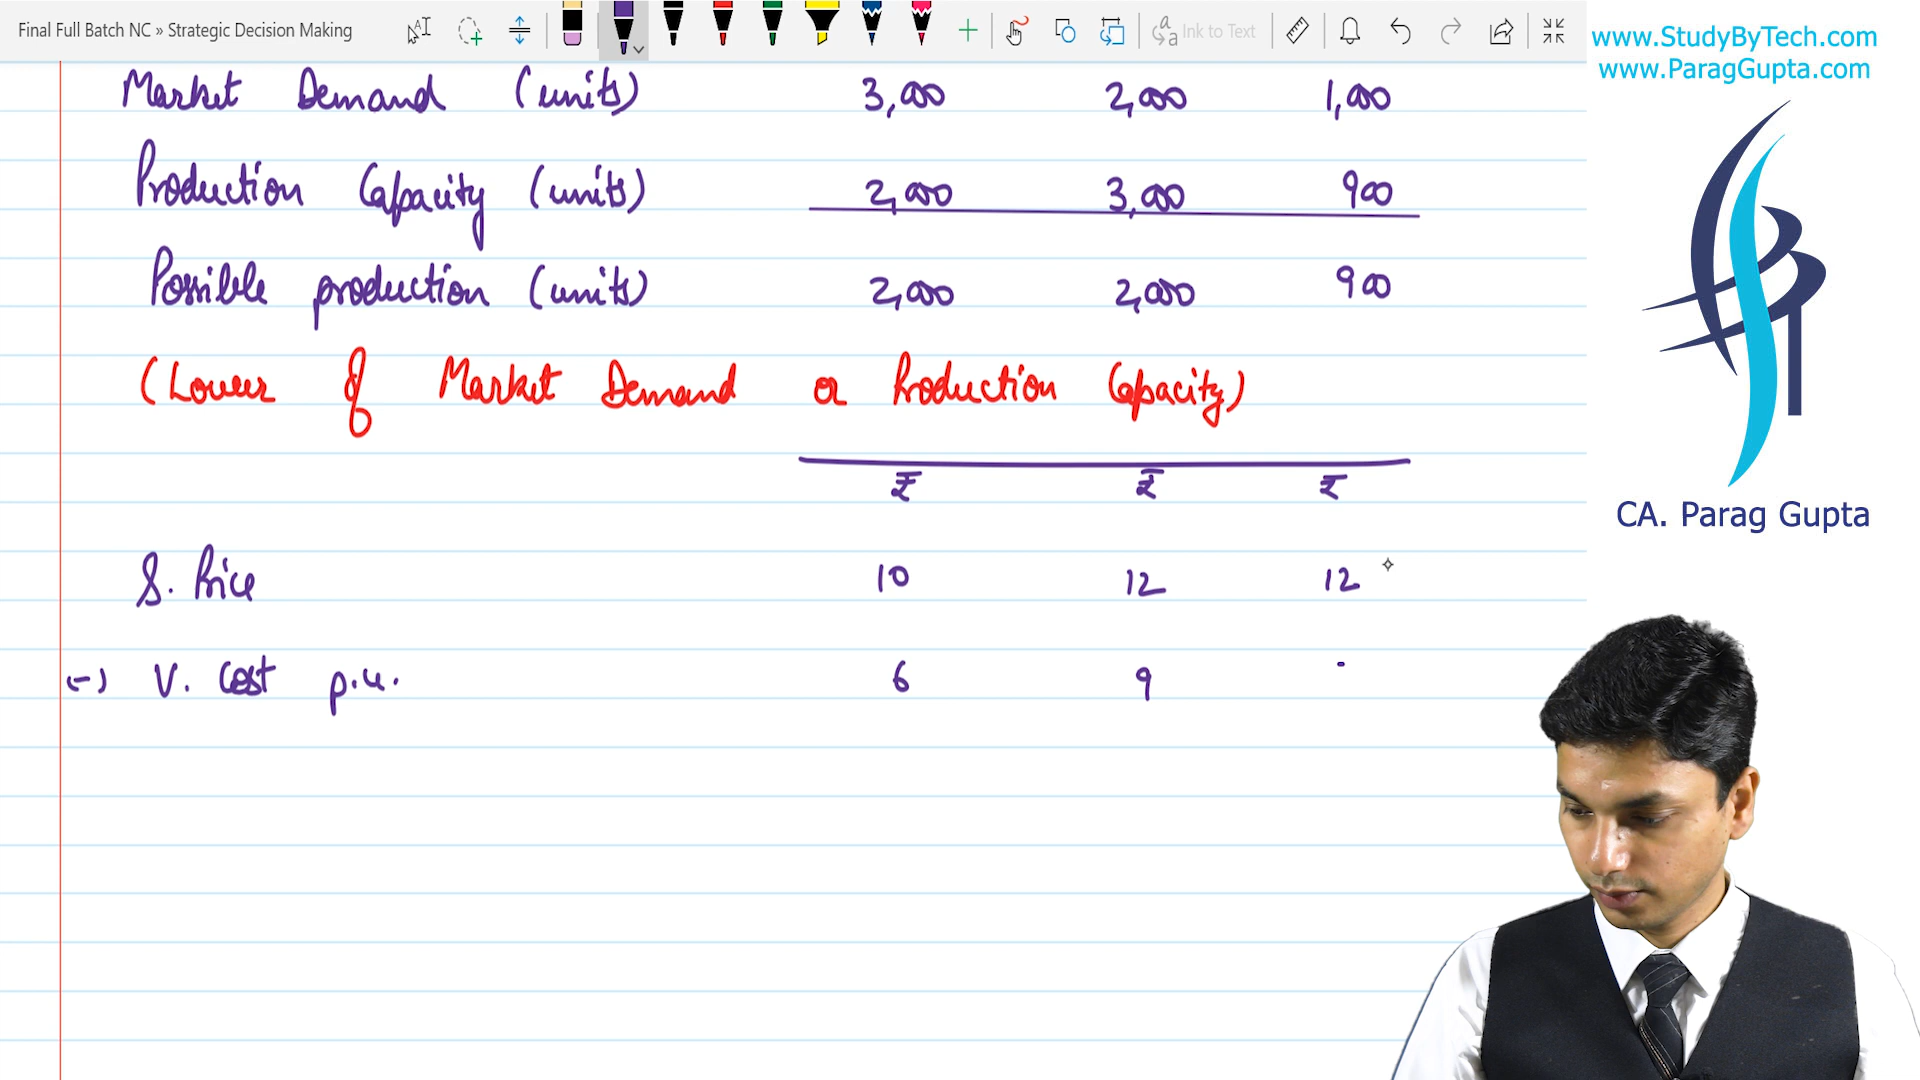 Final Full Batch NC » Strategic Decision Making
Ink to Text
www.StudyByTech.com
www.ParagGupta.com
Market Demand (units) 3,000 2,000 1,000
Production Capacity (units) 2,000 3,000 900
Possible production (units) 2,000 2,000 900
(Lower of Market Demand or Production Capacity)
₹ ₹ ₹
CA. Parag Gupta
S. Price 10 12 12
(-) V. Cost p.u. 6 9